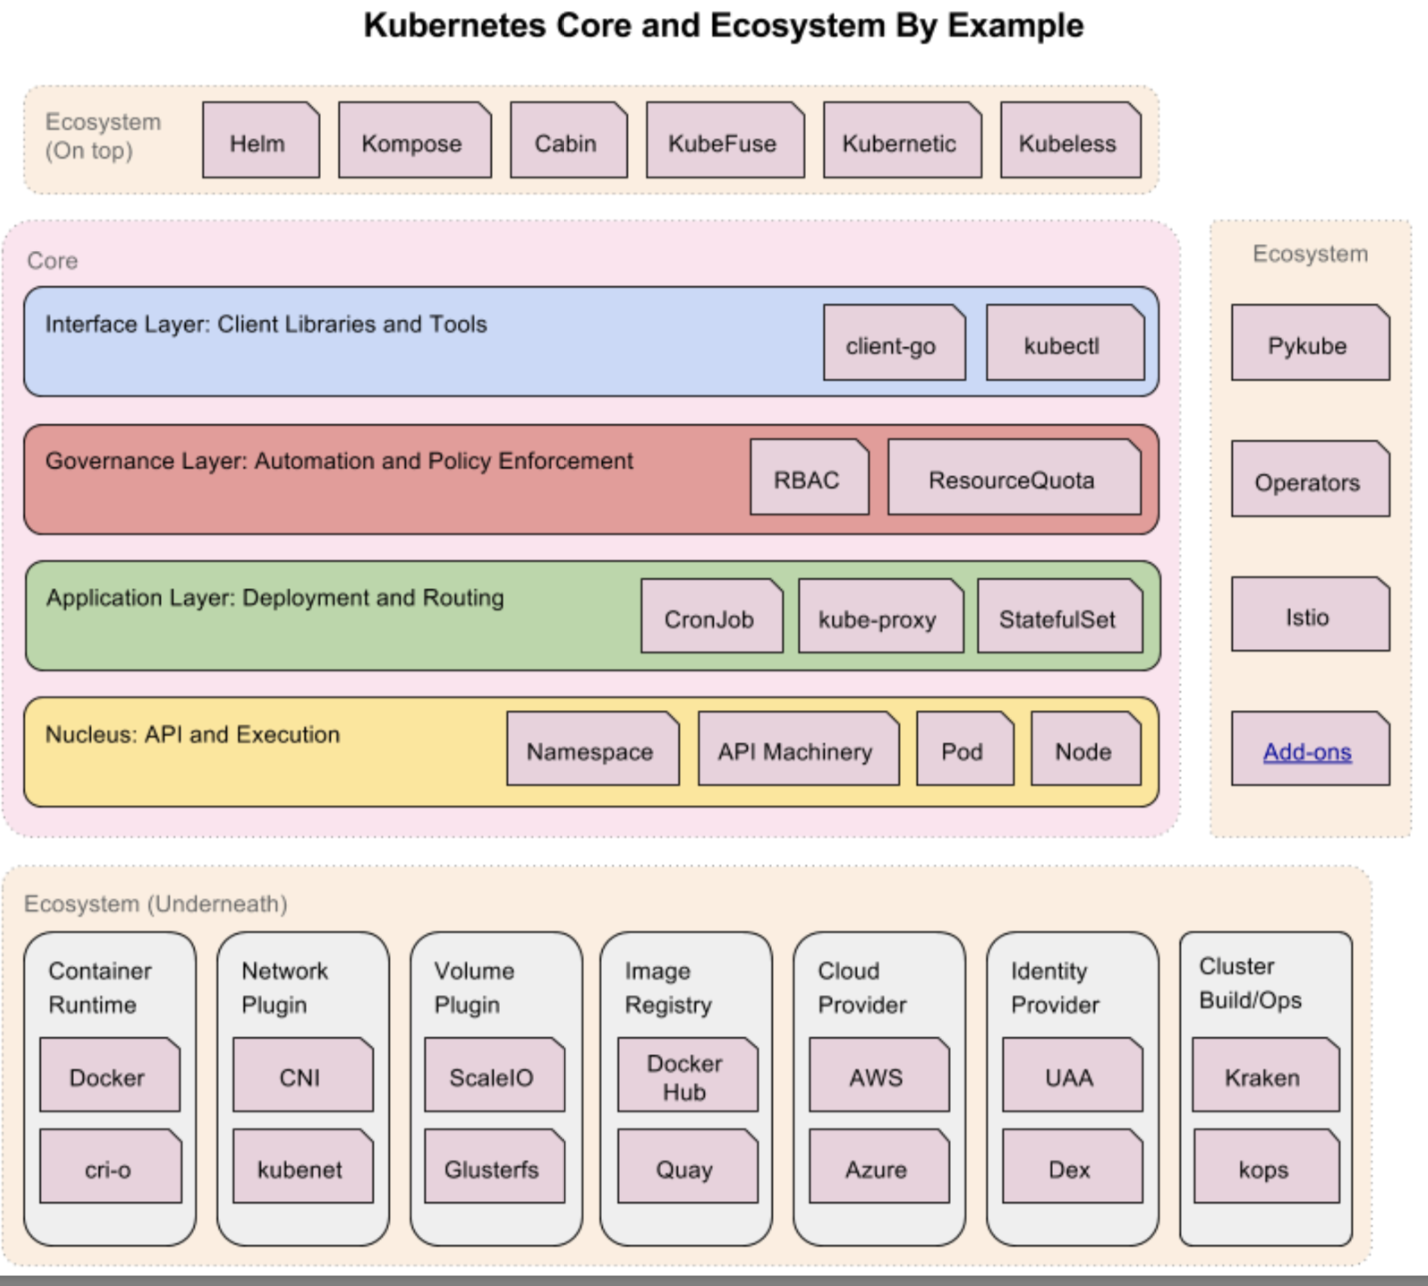 Kubernetes Core and Ecosystem By Example
Ecosystem
(On top)
Helm
Kompose
Cabin
KubeFuse
Kubernetic
Kubeless
Core
Interface Layer: Client Libraries and Tools
client-go
kubectl
Governance Layer: Automation and Policy Enforcement
RBAC
ResourceQuota
Application Layer: Deployment and Routing
CronJob
kube-proxy
StatefulSet
Nucleus: API and Execution
Namespace
API Machinery
Pod
Node
Ecosystem
Pykube
Operators
Istio
Add-ons
Ecosystem (Underneath)
Container
Runtime
Docker
cri-o
Network
Plugin
CNI
kubenet
Volume
Plugin
ScaleIO
Glusterfs
Image
Registry
Docker
Hub
Quay
Cloud
Provider
AWS
Azure
Identity
Provider
UAA
Dex
Cluster
Build/Ops
Kraken
kops